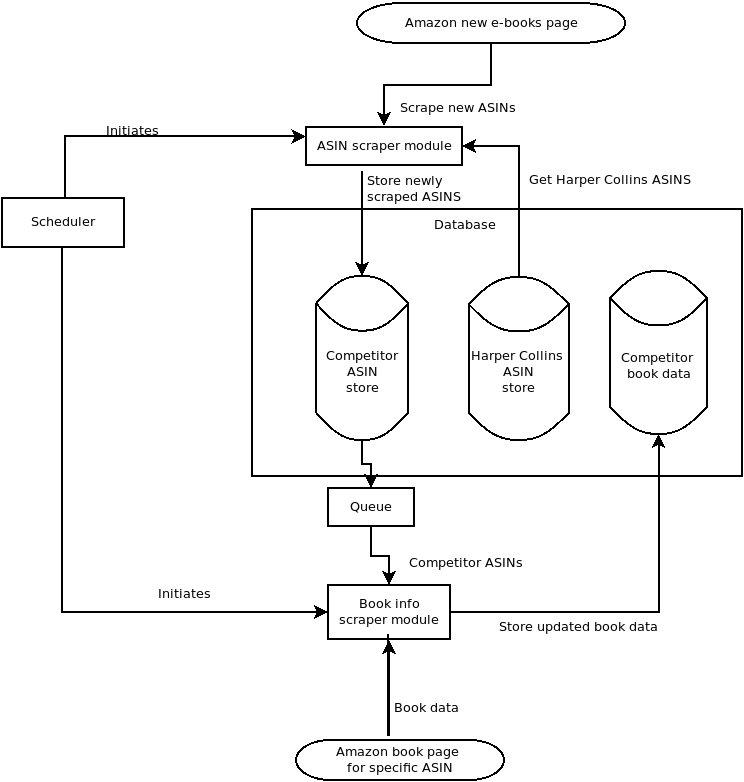 Amazon new e-books page
Scrape new ASINs
Initiates
ASIN scraper module
Store newly
scraped ASINS
Get Harper Collins ASINS
Scheduler
Database
Competitor
ASIN
store
Harper Collins
ASIN
store
Competitor
book data
Queue
Competitor ASINs
Initiates
Book info
scraper module
Store updated book data
Book data
Amazon book page
for specific ASIN